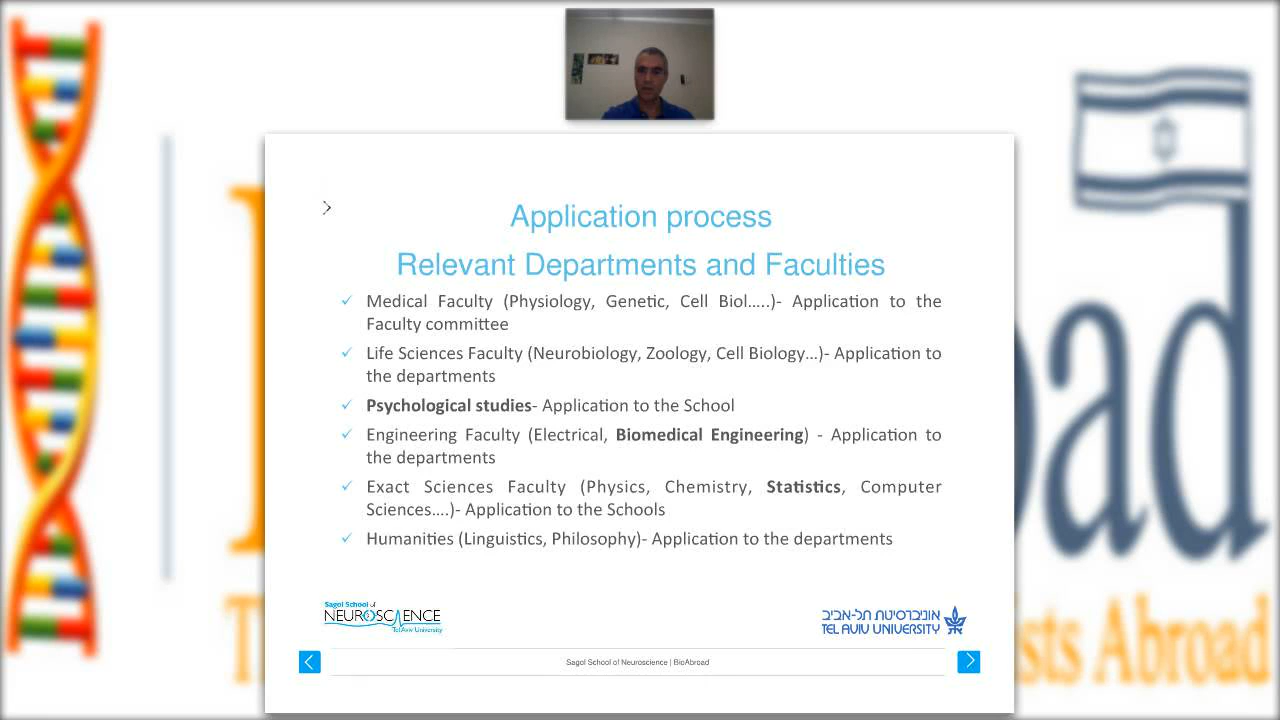 Application process
Relevant Departments and Faculties
✓ Medical Faculty (Physiology, Genetic, Cell Biol…..)- Application to the
Faculty committee
✓ Life Sciences Faculty (Neurobiology, Zoology, Cell Biology…)- Application to
the departments
✓ Psychological studies- Application to the School
✓ Engineering Faculty (Electrical, Biomedical Engineering) - Application to
the departments
✓ Exact Sciences Faculty (Physics, Chemistry, Statistics, Computer
Sciences….)- Application to the Schools
✓ Humanities (Linguistics, Philosophy)- Application to the departments
Sagol School of
NEUROSCIENCE
Tel Aviv University
אוניברסיטת תל-אביב
TEL AVIV UNIVERSITY
Sagol School of Neuroscience | BioAbroad
ists Abroad